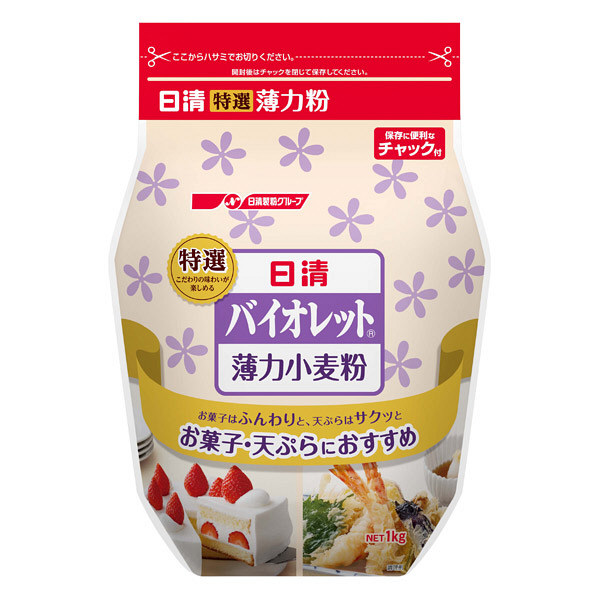 ここからハサミでお切りください。
開封後はチャックを閉じて保存してください。
日清 特選 薄力粉
保存に便利な
チャック付
日清製粉グループ
特選
こだわりの味わいが
楽しめる
日清
バイオレット®
薄力小麦粉
お菓子はふんわりと、天ぷらはサクッと
お菓子・天ぷらにおすすめ
NET1kg